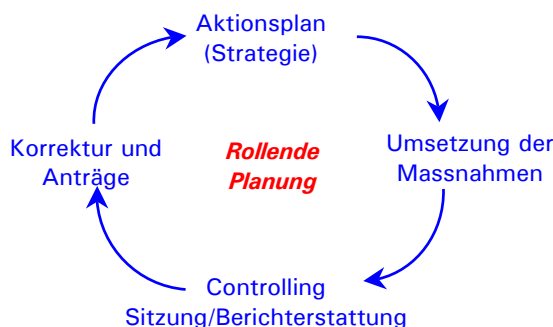 Aktionsplan
(Strategie)
Umsetzung der
Massnahmen
Controlling
Sitzung/Berichterstattung
Korrektur und
Anträge
Rollende
Planung